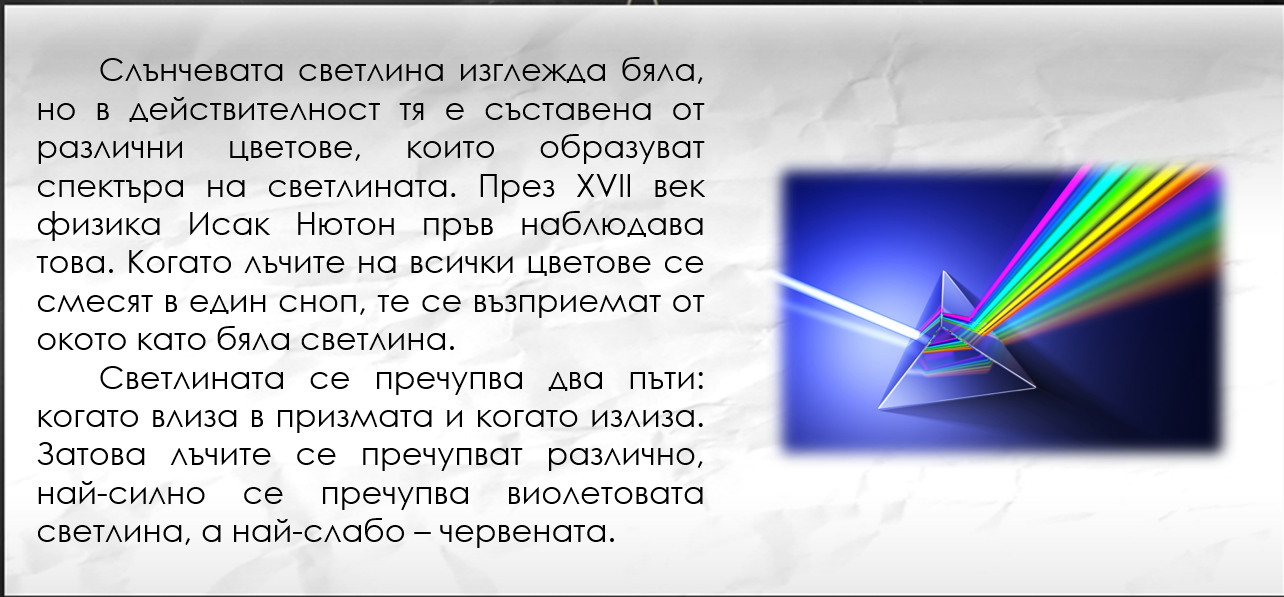 Слънчевата светлина изглежда бяла,
но в действителност тя е съставена от
различни цветове, които образуват
спектъра на светлината. През XVII век
физика Исак Нютон пръв наблюдава
това. Когато лъчите на всички цветове се
смесят в един сноп, те се възприемат от
окото като бяла светлина.
Светлината се пречупва два пъти:
когато влиза в призмата и когато излиза.
Затова лъчите се пречупват различно,
най-силно се пречупва виолетовата
светлина, а най-слабо – червената.